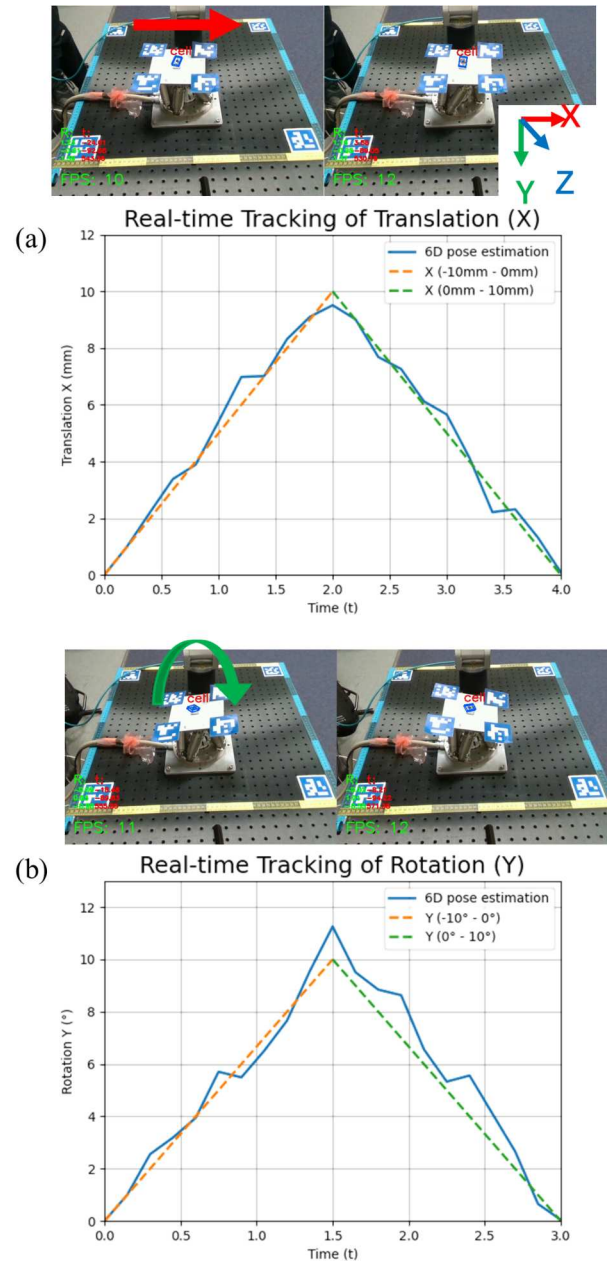 cell
cell
R: t:
FPS: 10
FPS: 12
X
Y
Z
(a)
Real-time Tracking of Translation (X)
12
10
8
6
4
2
0
Translation X (mm)
6D pose estimation
X (-10mm - 0mm)
X (0mm - 10mm)
0.0 0.5 1.0 1.5 2.0 2.5 3.0 3.5 4.0
Time (t)
cell
cell
R: t:
R: t:
FPS: 11
FPS: 12
(b)
Real-time Tracking of Rotation (Y)
12
10
8
6
4
2
0
Rotation Y (°)
6D pose estimation
Y (-10° - 0°)
Y (0° - 10°)
0.0 0.5 1.0 1.5 2.0 2.5 3.0
Time (t)